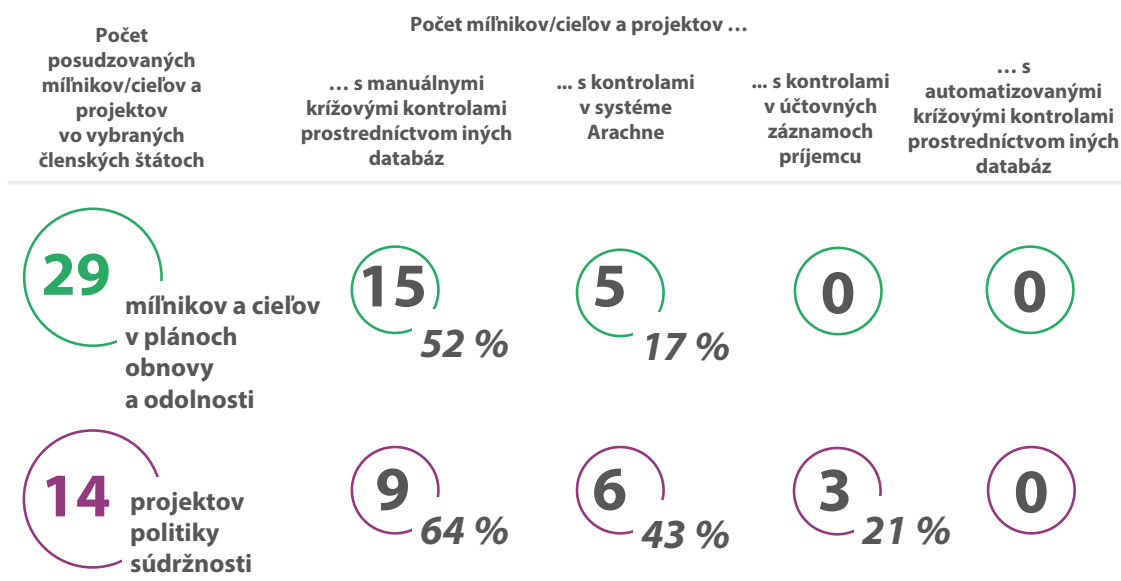 Počet
posudzovaných
míľnikov/cieľov a
projektov
vo vybraných
členských štátoch
Počet míľnikov/cieľov a projektov …
… s manuálnymi
krížovými kontrolami
prostredníctvom iných
databáz
... s kontrolami
v systéme
Arachne
... s kontrolami
v účtovných
záznamoch
príjemcu
… s
automatizovanými
krížovými kontrolami
prostredníctvom iných
databáz
29
míľnikov a cieľov
v plánoch
obnovy
a odolnosti
15
52 %
5
17 %
0
0
14
projektov
politiky
súdržnosti
9
64 %
6
43 %
3
21 %
0